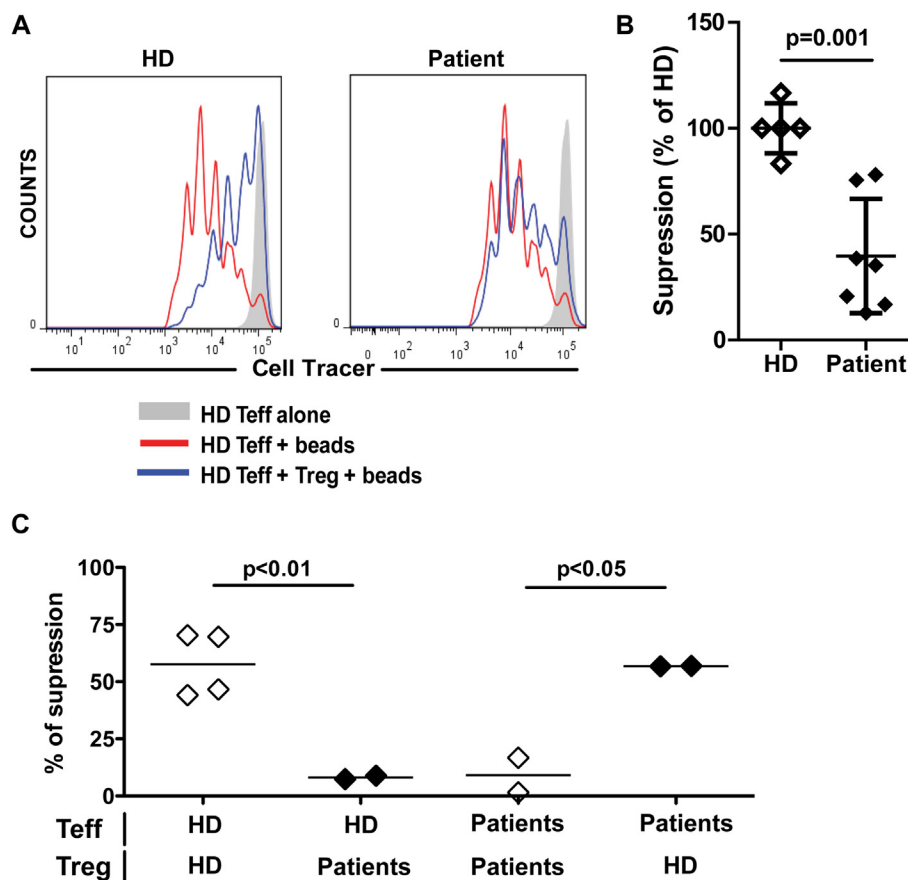 A
HD
Patient
COUNTS
0
10^1 10^2 10^3 10^4 10^5
0
0 10^2 10^3 10^4 10^5
Cell Tracer
HD Teff alone
HD Teff + beads
HD Teff + Treg + beads
B
p=0.001
Supression (% of HD)
150
100
50
0
HD Patient
C
p<0.01
p<0.05
% of supression
100
75
50
25
0
Teff HD HD Patients Patients
Treg HD Patients Patients HD